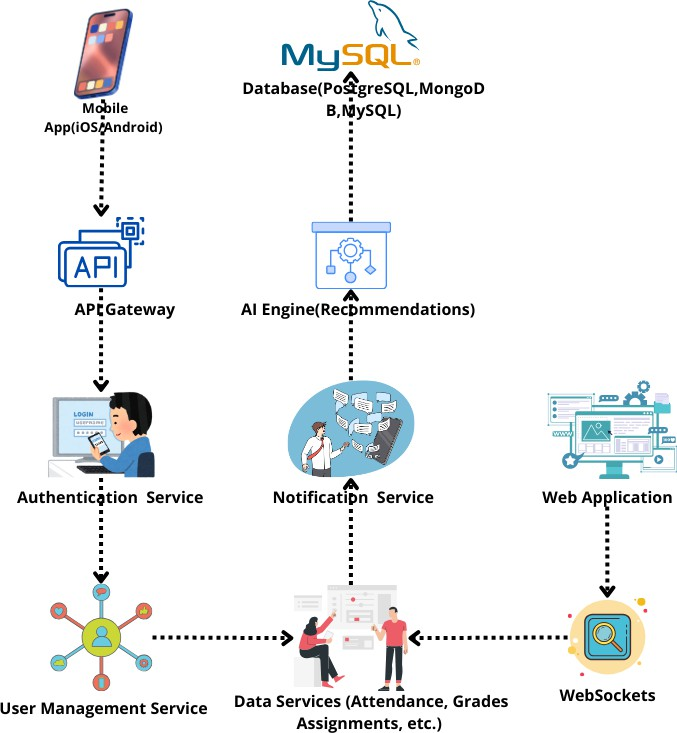 MySQL®
Database(PostgreSQL,MongoD
B,MySQL)
Mobile
App(iOS/Android)
API
API Gateway
AI Engine(Recommendations)
LOGIN
USERNAME
Authentication Service
Notification Service
Web Application
User Management Service
Data Services (Attendance, Grades
Assignments, etc.)
WebSockets